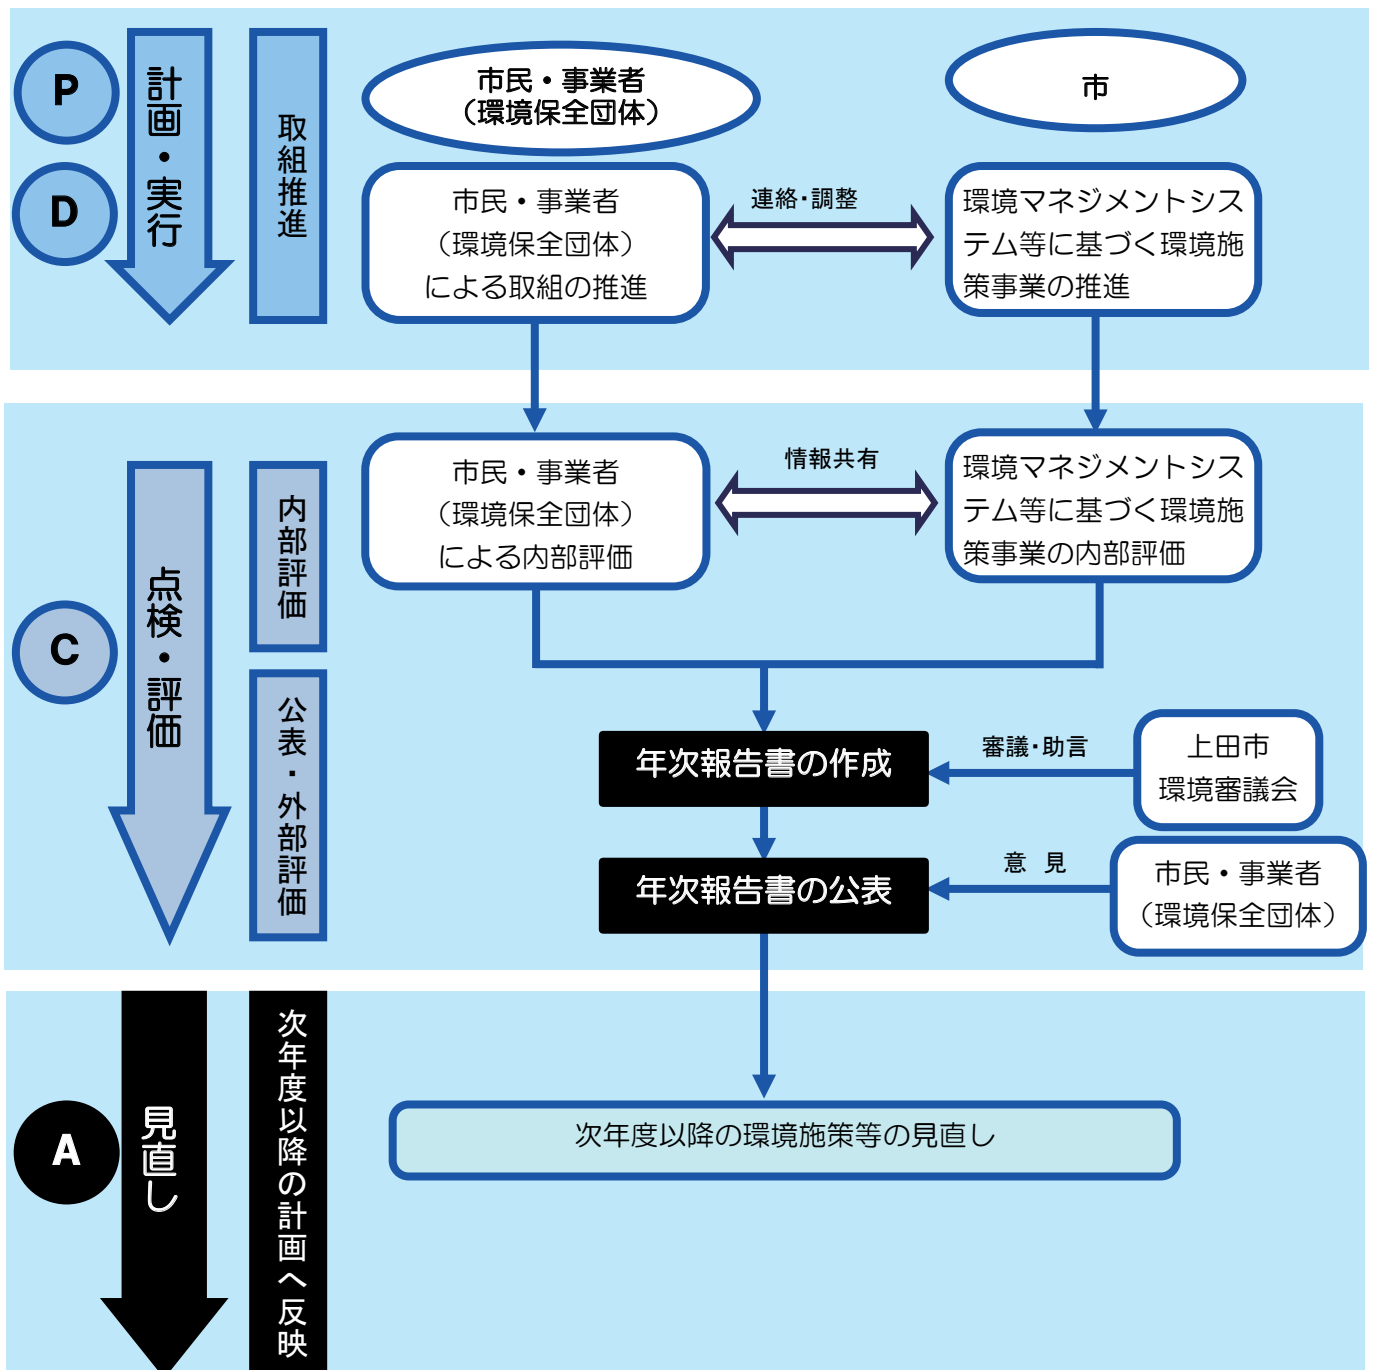 P
D
計画・実行
取組推進
市民・事業者
（環境保全団体）
市
市民・事業者
（環境保全団体）
による取組の推進
連絡・調整
環境マネジメントシス
テム等に基づく環境施
策事業の推進
C
点検・評価
内部評価
市民・事業者
（環境保全団体）
による内部評価
情報共有
環境マネジメントシス
テム等に基づく環境施
策事業の内部評価
公表・外部評価
年次報告書の作成
審議・助言
上田市
環境審議会
年次報告書の公表
意　見
市民・事業者
（環境保全団体）
A
見直し
次年度以降の計画へ反映
次年度以降の環境施策等の見直し